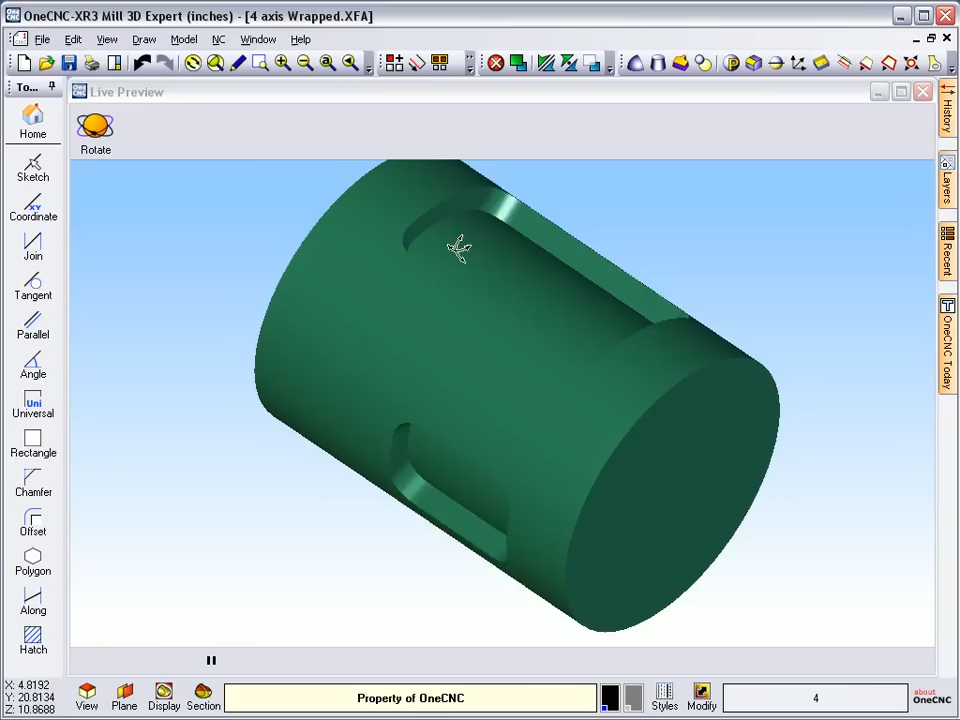 OneCNC-XR3 Mill 3D Expert (inches) - [4 axis Wrapped.XFA]
File Edit View Draw Model NC Window Help
To...
Live Preview
Home
Rotate
Sketch
XY
Coordinate
Join
Tangent
Parallel
Angle
Uni
Universal
Rectangle
Chamfer
Offset
Polygon
Along
Hatch
History
Layers
Recent
OneCNC Today
X: 4.8192
Y: 20.8134
Z: 10.8688
View Plane Display Section
Property of OneCNC
Styles Modify
4
about
OneCNC